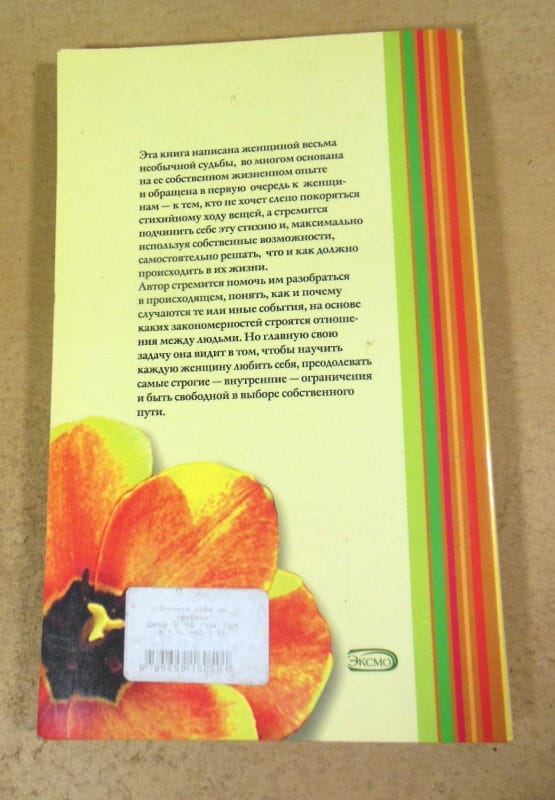 Эта книга написана женщиной весьма
необычной судьбы, во многом основана
на ее собственном жизненном опыте
и обращена в первую очередь к женщи-
нам — к тем, кто не хочет слепо покоряться
стихийному ходу вещей, а стремится
подчинить себе эту стихию и, максимально
используя собственные возможности,
самостоятельно решать, что и как должно
происходить в их жизни.
Автор стремится помочь им разобраться
в происходящем, понять, как и почему
случаются те или иные события, на основе
каких закономерностей строятся отноше-
ния между людьми. Но главную свою
задачу она видит в том, чтобы научить
каждую женщину любить себя, преодолевать
самые строгие — внутренние — ограничения
и быть свободной в выборе собственного
пути.
себе на
Цена грн
ЭКСМО